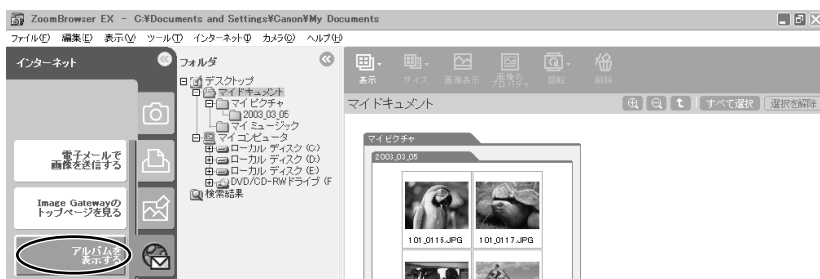 ZoomBrowser EX - C:¥Documents and Settings¥Canon¥My Documents
ファイル(F) 編集(E) 表示(V) ツール(T) インターネット(I) カメラ(C) ヘルプ(H)
インターネット
電子メールで
画像を送信する
Image Gatewayの
トップページを見る
アルバムを
表示する
フォルダ
デスクトップ
マイドキュメント
マイ ピクチャ
2003_03_05
マイ ミュージック
マイ コンピュータ
ローカル ディスク (C:)
ローカル ディスク (D:)
ローカル ディスク (E:)
DVD/CD-RW ドライブ (F
検索結果
表示
サイズ
画像表示
画像の
プロパティ
回転
削除
マイ ドキュメント
すべて選択
選択を解除
マイ ピクチャ
2003_03_05
101_0115.JPG
101_0117.JPG